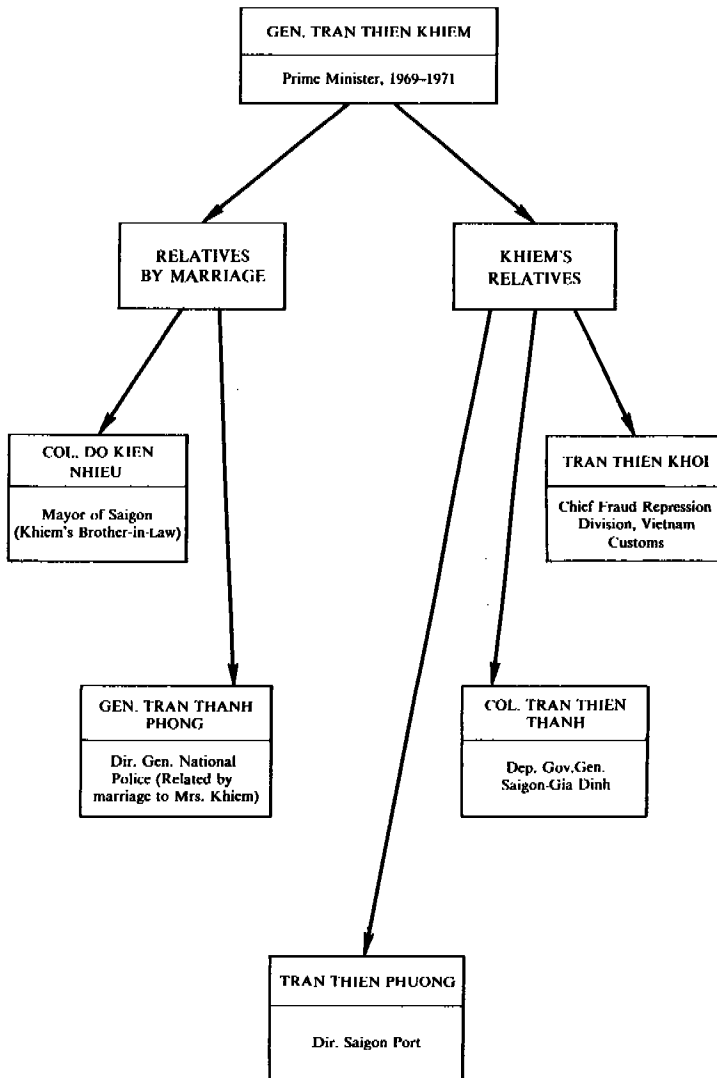 GEN. TRAN THIEN KHIEM
Prime Minister, 1969–1971
RELATIVES
BY MARRIAGE
KHIEM'S
RELATIVES
COL. DO KIEN
NHIEU
Mayor of Saigon
(Khiem's Brother-in-Law)
TRAN THIEN KHOI
Chief Fraud Repression
Division, Vietnam
Customs
GEN. TRAN THANH
PHONG
Dir. Gen. National
Police (Related by
marriage to Mrs. Khiem)
COL. TRAN THIEN
THANH
Dep. Gov.Gen.
Saigon-Gia Dinh
TRAN THIEN PHUONG
Dir. Saigon Port